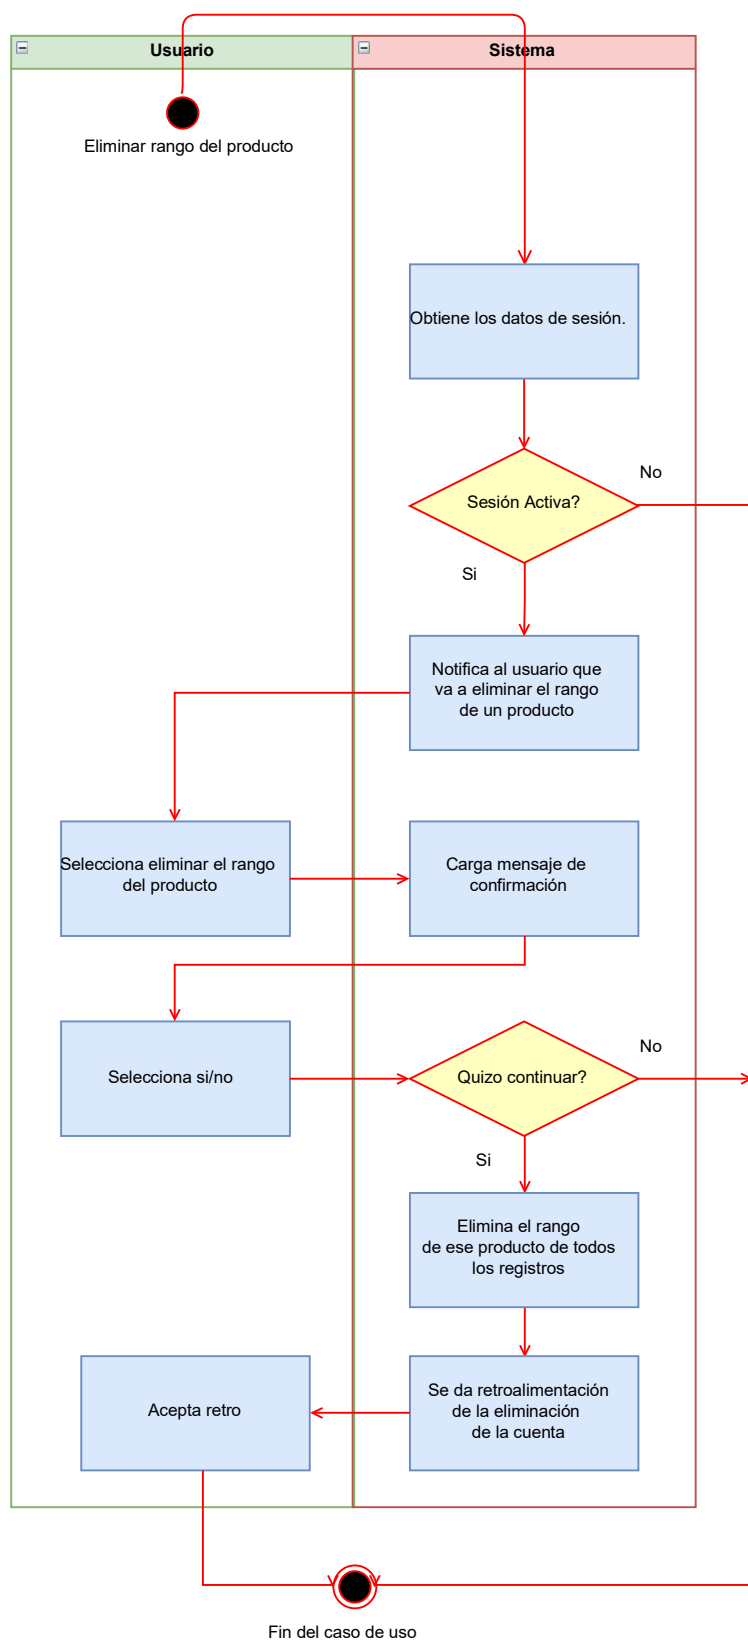 Usuario
Sistema
Eliminar rango del producto
Obtiene los datos de sesión.
Sesión Activa?
No
Si
Notifica al usuario que
va a eliminar el rango
de un producto
Selecciona eliminar el rango
del producto
Carga mensaje de
confirmación
Selecciona si/no
Quizo continuar?
No
Si
Elimina el rango
de ese producto de todos
los registros
Se da retroalimentación
de la eliminación
de la cuenta
Acepta retro
Fin del caso de uso